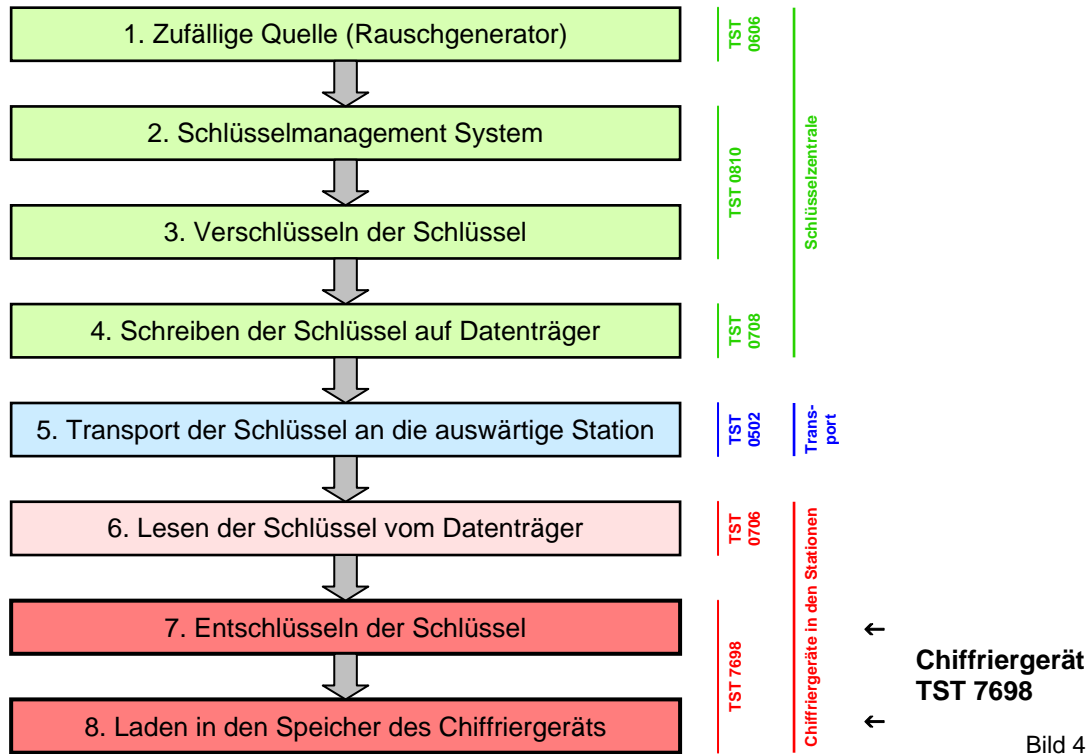 1. Zufällige Quelle (Rauschgenerator)
TST
0606
2. Schlüsselmanagement System
TST 0810
Schlüsselzentrale
3. Verschlüsseln der Schlüssel
4. Schreiben der Schlüssel auf Datenträger
TST
0708
5. Transport der Schlüssel an die auswärtige Station
TST
0502
Trans-
port
6. Lesen der Schlüssel vom Datenträger
TST
0706
Chiffriergeräte in den Stationen
7. Entschlüsseln der Schlüssel
←
TST 7698
Chiffriergerät
TST 7698
8. Laden in den Speicher des Chiffriergeräts
←
Bild 4